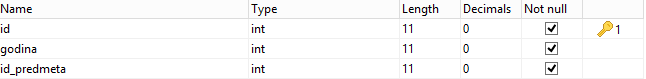 Name Type Length Decimals Not null
id int 11 0 1
godina int 11 0
id_predmeta int 11 0